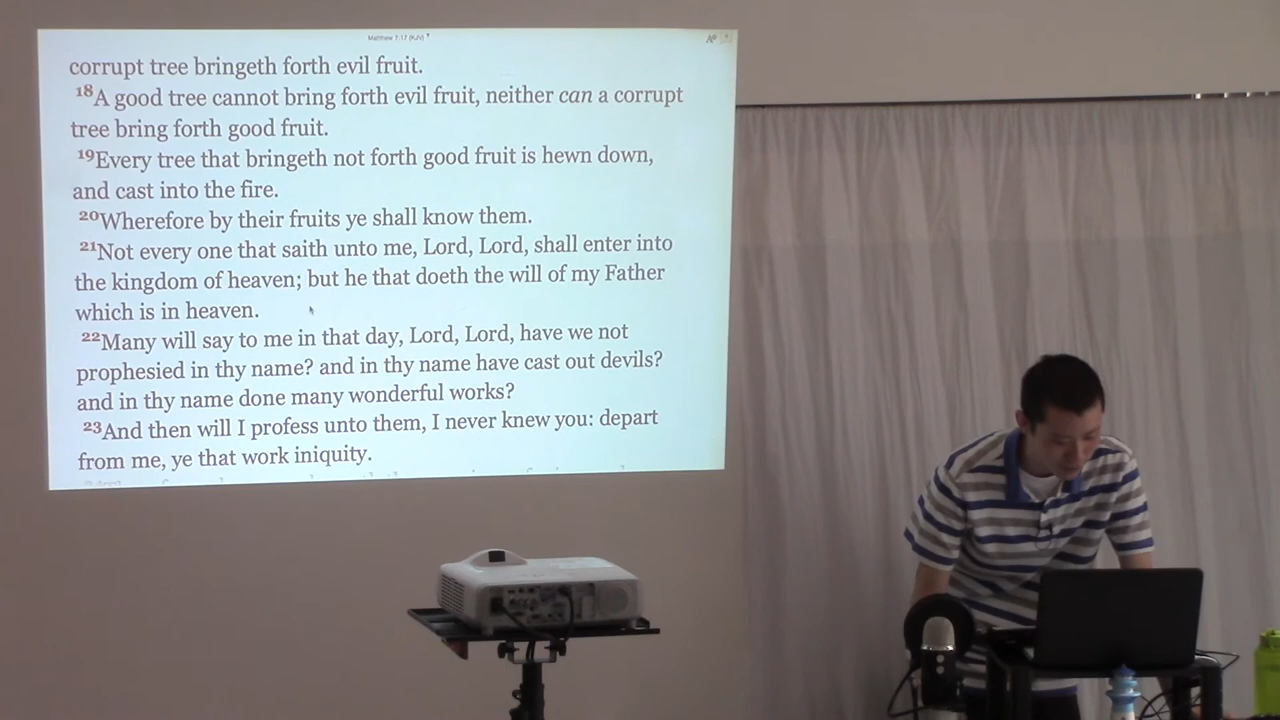 Matthew 7:17 (KJV)
corrupt tree bringeth forth evil fruit.
18A good tree cannot bring forth evil fruit, neither can a corrupt
tree bring forth good fruit.
19Every tree that bringeth not forth good fruit is hewn down,
and cast into the fire.
20Wherefore by their fruits ye shall know them.
21Not every one that saith unto me, Lord, Lord, shall enter into
the kingdom of heaven; but he that doeth the will of my Father
which is in heaven.
22Many will say to me in that day, Lord, Lord, have we not
prophesied in thy name? and in thy name have cast out devils?
and in thy name done many wonderful works?
23And then will I profess unto them, I never knew you: depart
from me, ye that work iniquity.